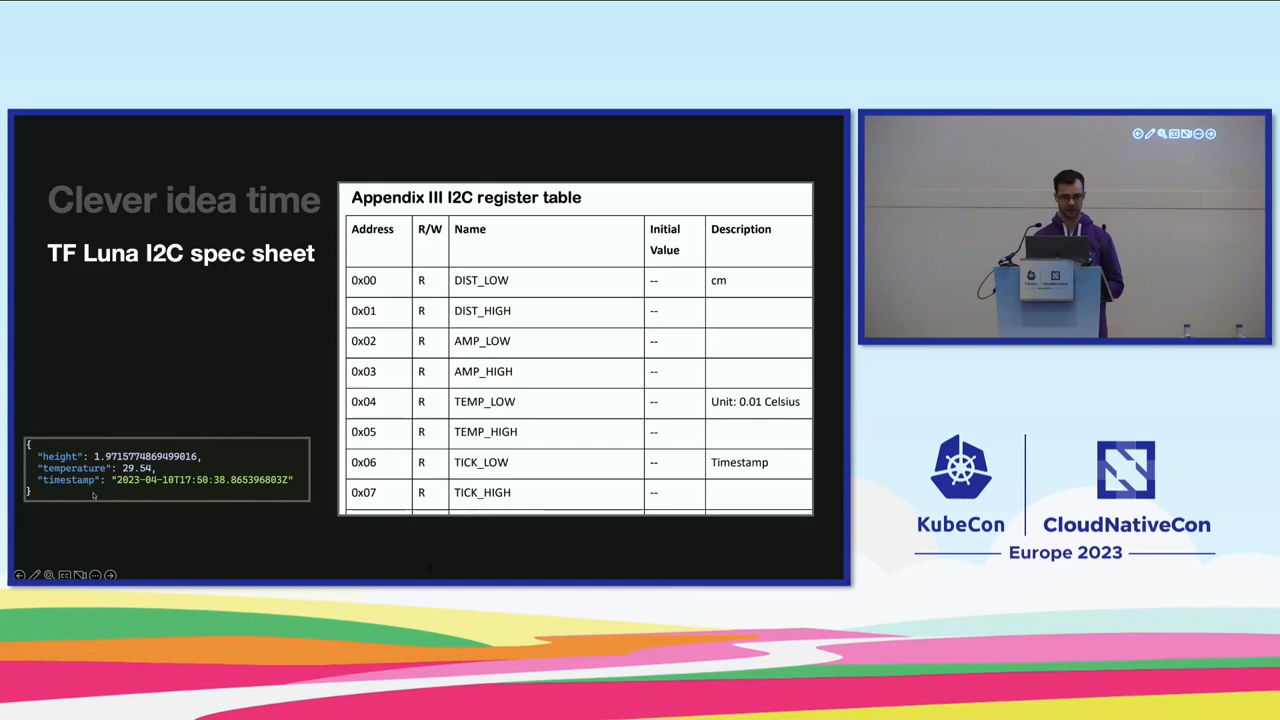 Clever idea time
TF Luna I2C spec sheet
Appendix III I2C register table
Address R/W Name Initial Value Description
0x00 R DIST_LOW -- cm
0x01 R DIST_HIGH --
0x02 R AMP_LOW --
0x03 R AMP_HIGH --
0x04 R TEMP_LOW -- Unit: 0.01 Celsius
0x05 R TEMP_HIGH --
0x06 R TICK_LOW -- Timestamp
0x07 R TICK_HIGH --
{
"height": 1.9715774869499016,
"temperature": 29.54,
"timestamp": "2023-04-10T17:50:38.865396803Z"
}
KubeCon
CloudNativeCon
Europe 2023